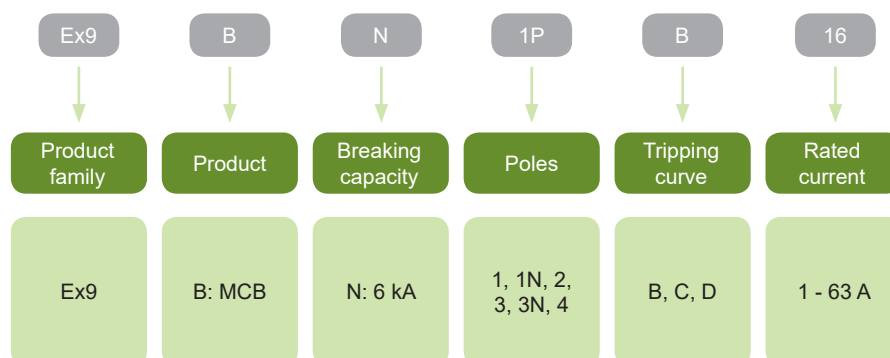 Ex9 B N 1P B 16
Product family
Product
Breaking capacity
Poles
Tripping curve
Rated current
Ex9
B: MCB
N: 6 kA
1, 1N, 2,
3, 3N, 4
B, C, D
1 - 63 A